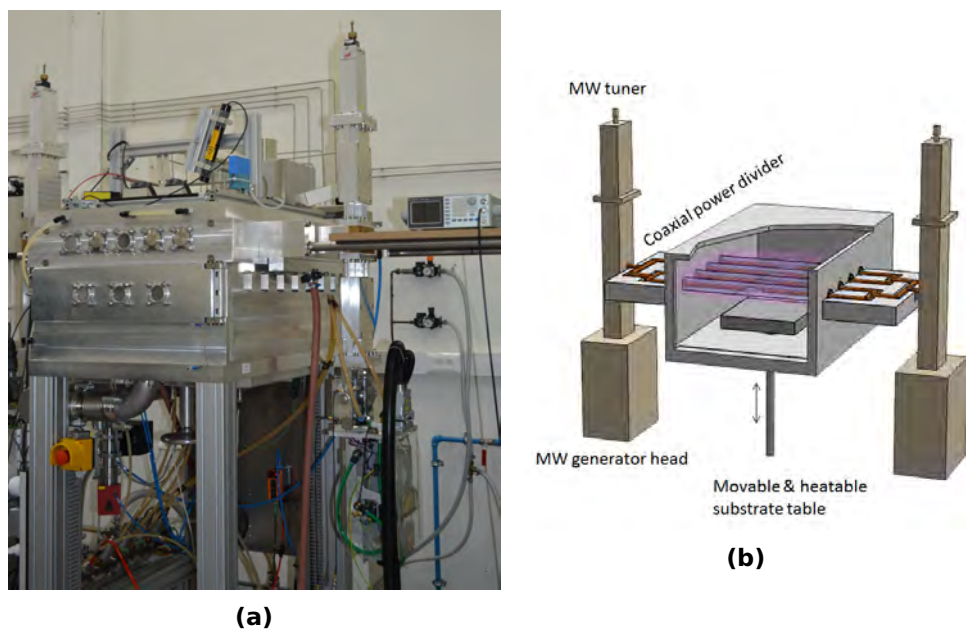 MW tuner
Coaxial power divider
MW generator head
Movable & heatable
substrate table
(b)
(a)